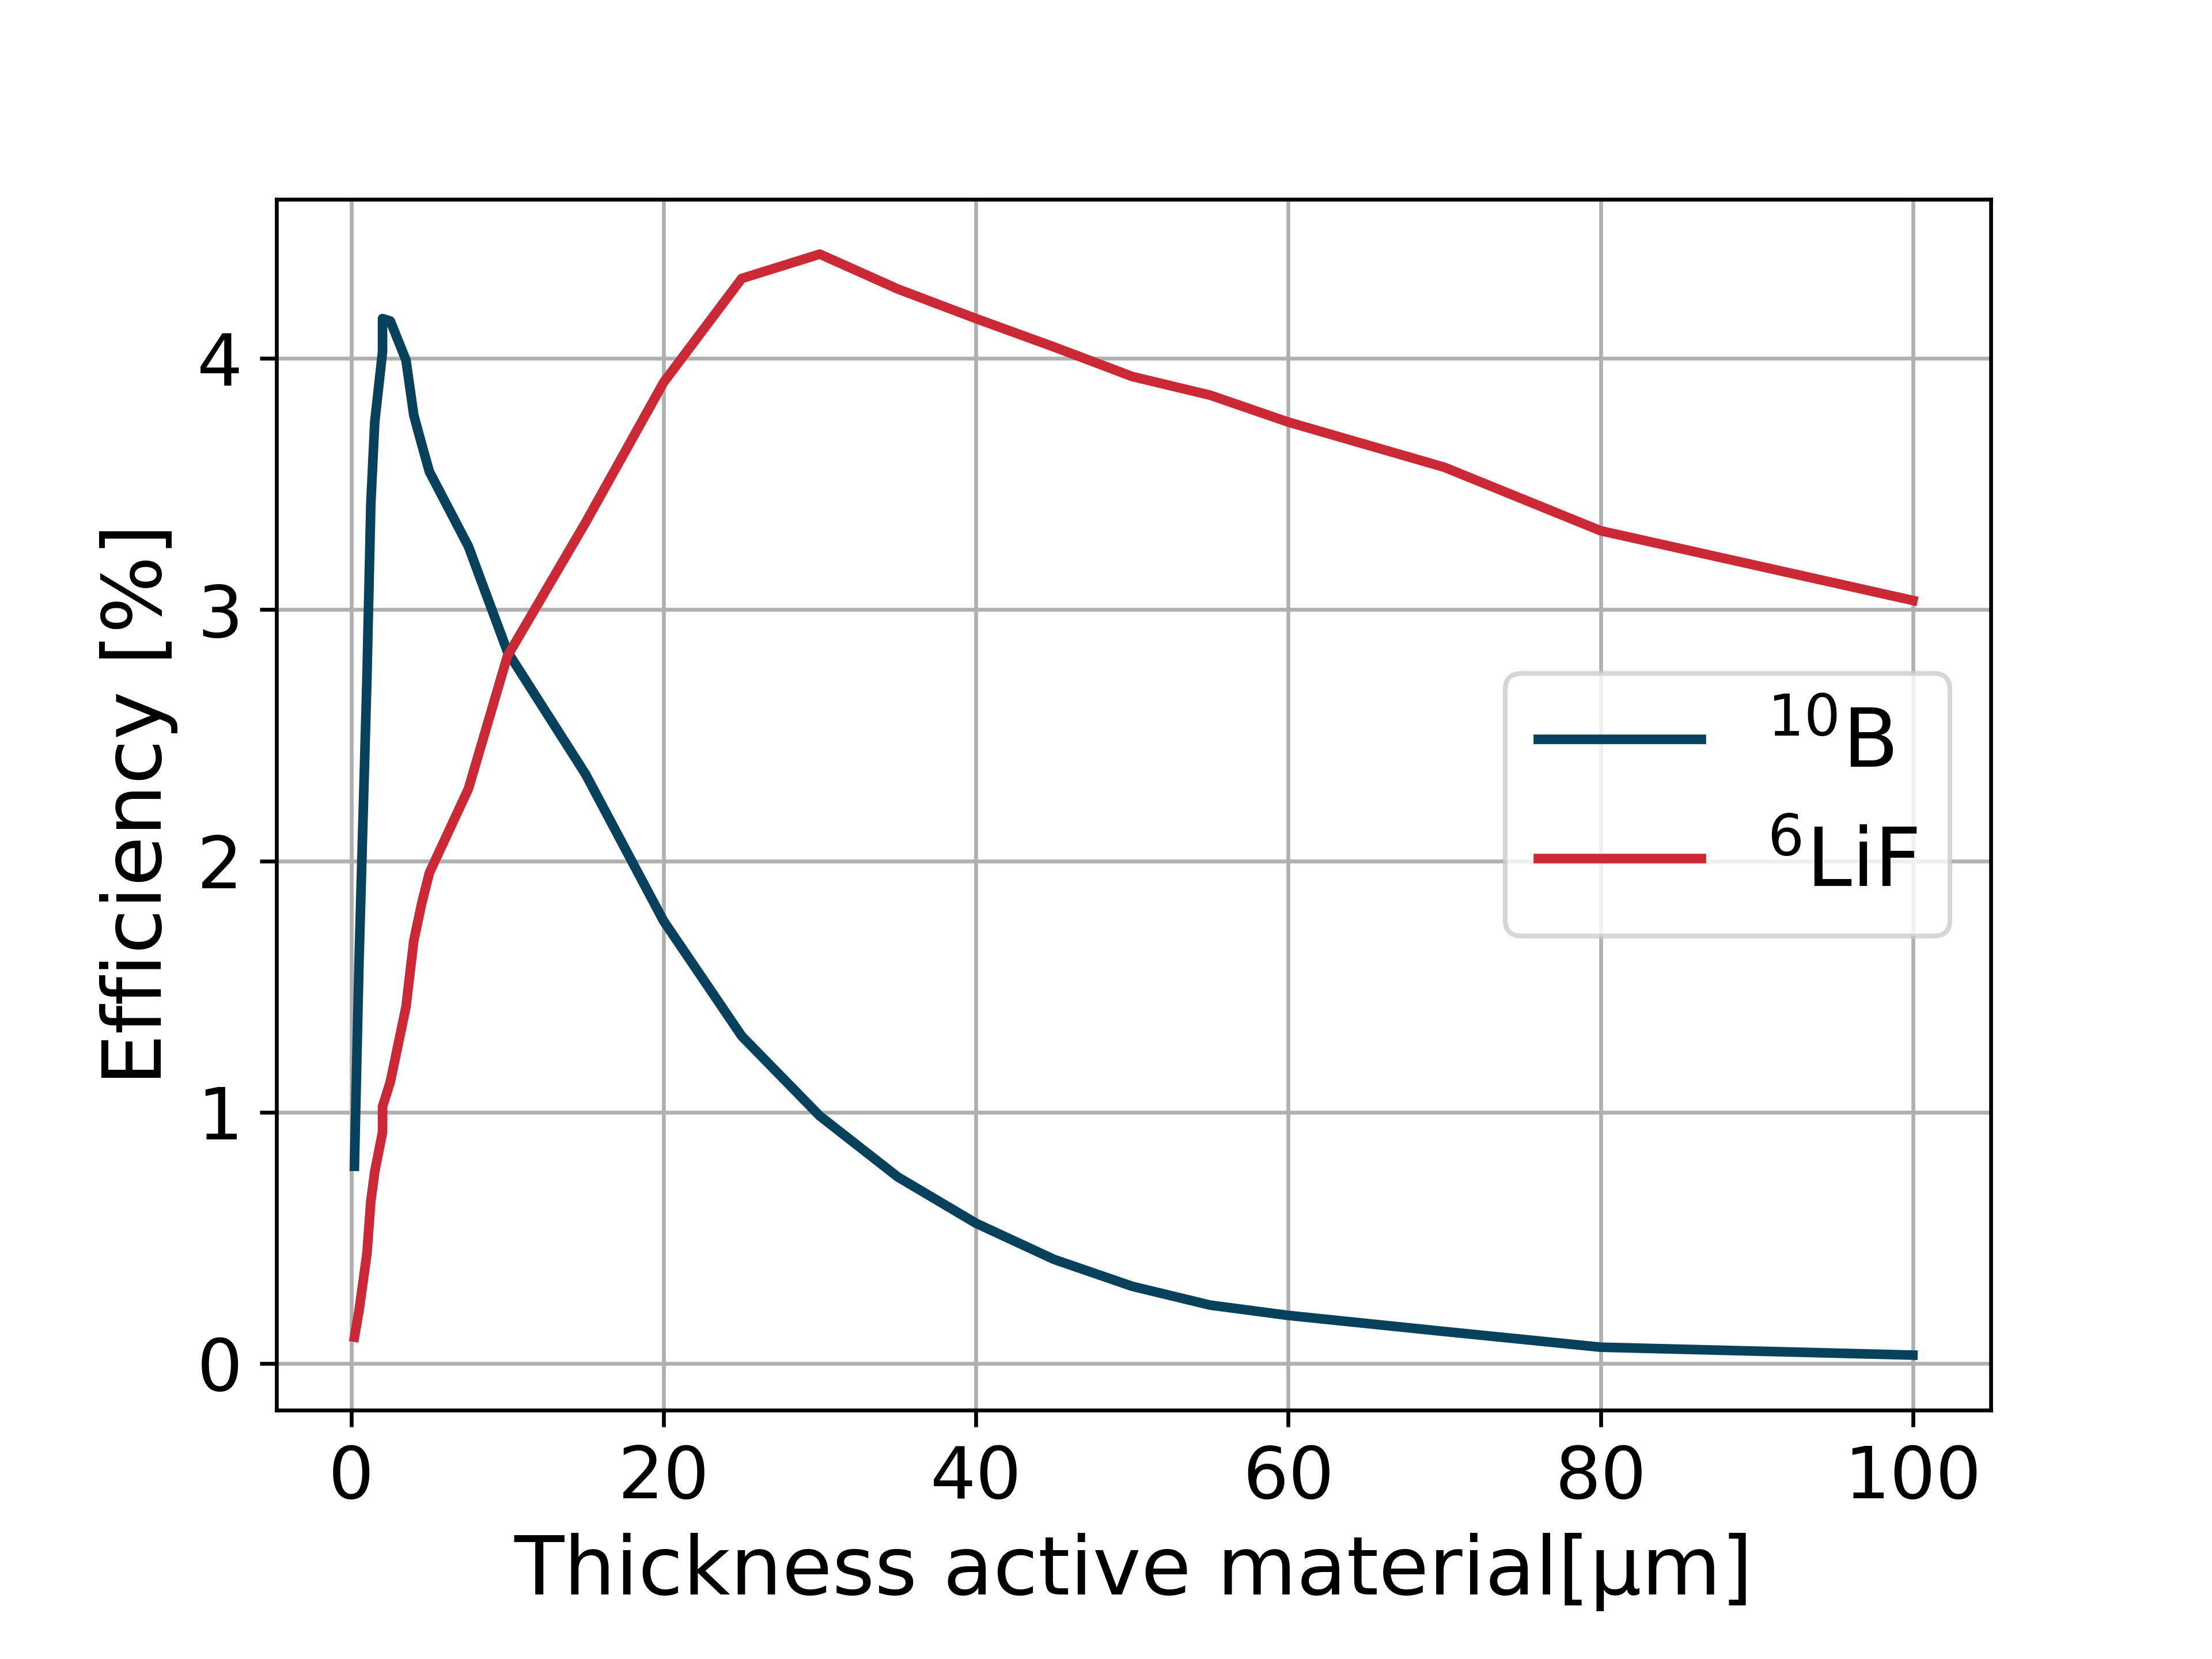 Efficiency [%]
4
3
2
1
0
¹⁰B
⁶LiF
0 20 40 60 80 100
Thickness active material[µm]